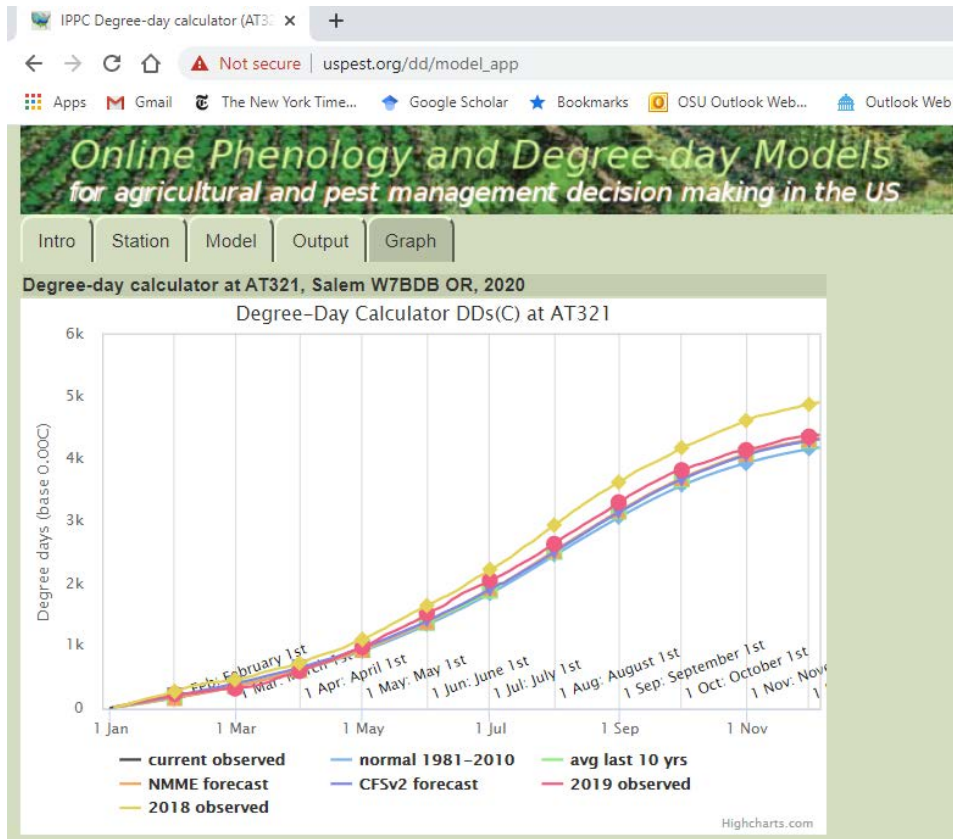 IPPC Degree-day calculator (AT32
Not secure | uspest.org/dd/model_app
Apps Gmail The New York Time... Google Scholar Bookmarks OSU Outlook Web... Outlook Web
Online Phenology and Degree-day Models
for agricultural and pest management decision making in the US
Intro Station Model Output Graph
Degree-day calculator at AT321, Salem W7BDB OR, 2020
Degree-Day Calculator DDs(C) at AT321
Degree days (base 0.00C)
6k
5k
4k
3k
2k
1k
0
February 1st
1 Mar: March 1st
1 Apr: April 1st
1 May: May 1st
1 Jun: June 1st
1 Jul: July 1st
1 Aug: August 1st
1 Sep: September 1st
1 Oct: October 1st
1 Nov: Nove
1 Jan 1 Mar 1 May 1 Jul 1 Sep 1 Nov
current observed normal 1981-2010 avg last 10 yrs
NMME forecast CFSv2 forecast 2019 observed
2018 observed
Highcharts.com